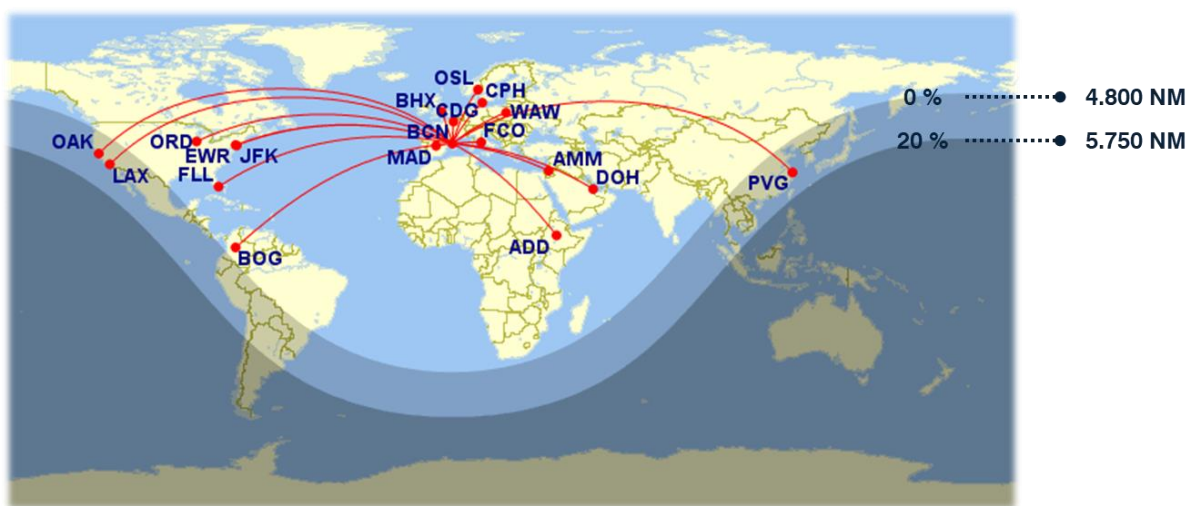 OSL
CPH
BHX
CDG
WAW
0 % 4.800 NM
OAK
ORD
BCN
FCO
20 % 5.750 NM
EWR
JFK
MAD
AMM
LAX
FLL
DOH
PVG
ADD
BOG